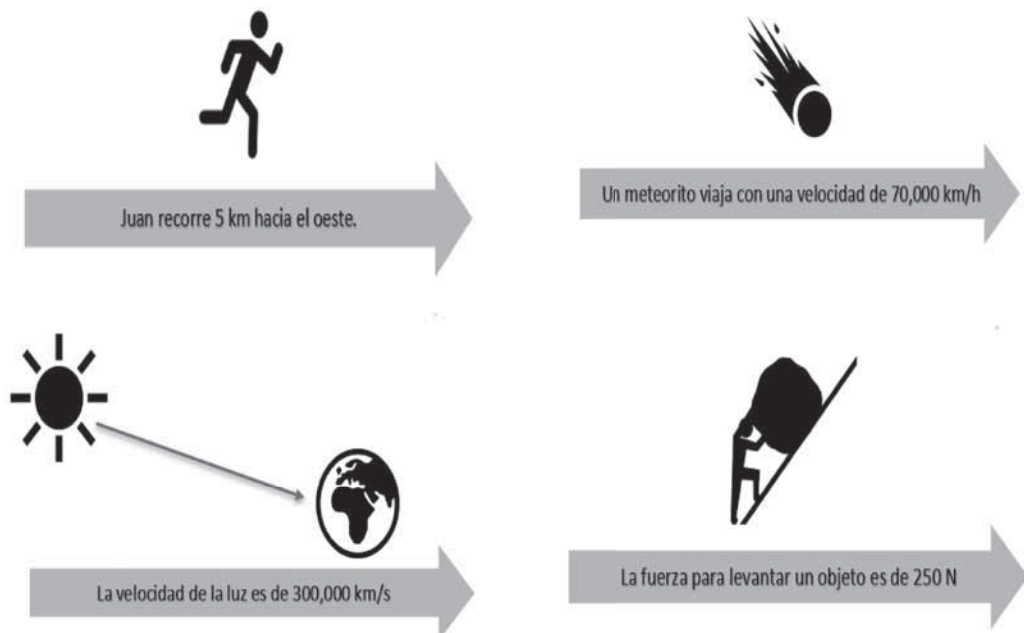 Juan recorre 5 km hacia el oeste.
Un meteorito viaja con una velocidad de 70,000 km/h
La velocidad de la luz es de 300,000 km/s
La fuerza para levantar un objeto es de 250 N